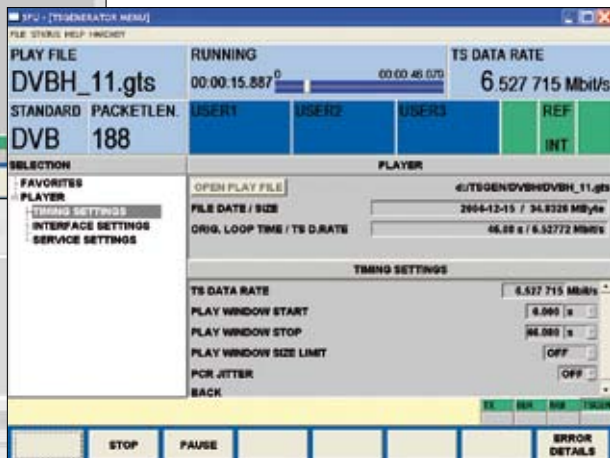 SFU - [TSGENERATOR MENU]
FILE STATUS HELP HARDKEY
PLAY FILE
DVBH_11.gts
RUNNING
00:00:15.887 0 00:00:46.070
TS DATA RATE
6.527 715 Mbit/s
STANDARD
DVB
PACKETLEN.
188
USER1 USER2 USER3
REF
INT
SELECTION
FAVORITES
PLAYER
TIMING SETTINGS
INTERFACE SETTINGS
SERVICE SETTINGS
PLAYER
OPEN PLAY FILE d:/TSGEN/DVBH/DVBH_11.gts
FILE DATE / SIZE 2004-12-15 / 34.8326 MByte
ORIG. LOOP TIME / TS D.RATE 46.08 s / 6.52772 Mbit/s
TIMING SETTINGS
TS DATA RATE 6.527 715 Mbit/s
PLAY WINDOW START 0.000 s
PLAY WINDOW STOP 46.080 s
PLAY WINDOW SIZE LIMIT OFF
PCR JITTER OFF
BACK
TX BER TSGEN
STOP
PAUSE
ERROR DETAILS